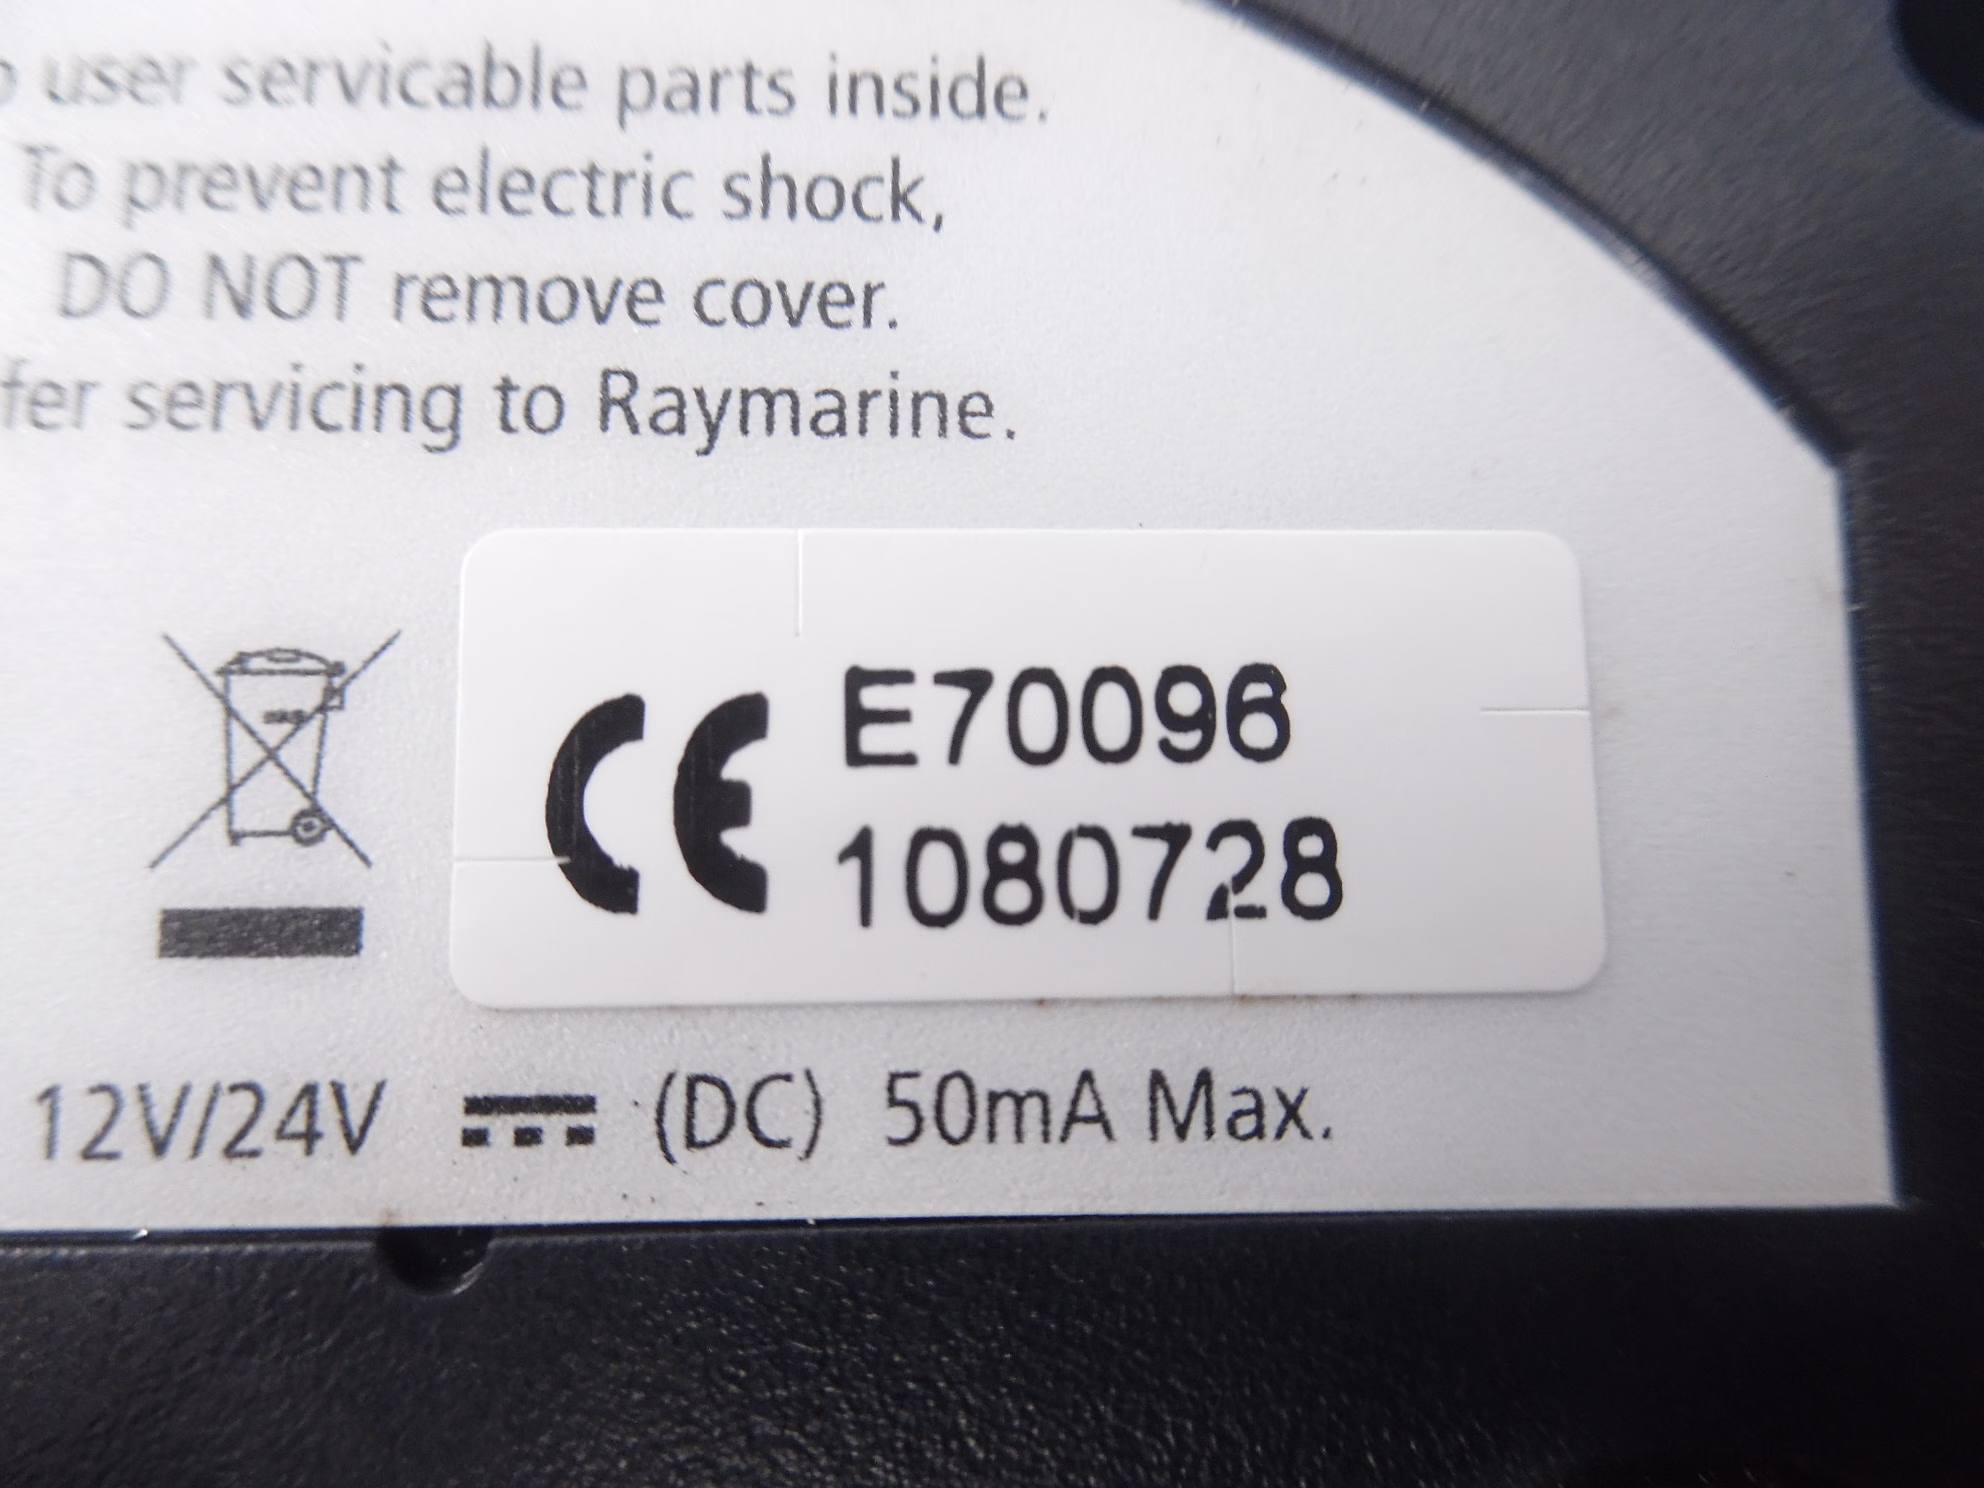 user servicable parts inside.
To prevent electric shock,
DO NOT remove cover.
fer servicing to Raymarine.
CE E70096
1080728
12V/24V (DC) 50mA Max.